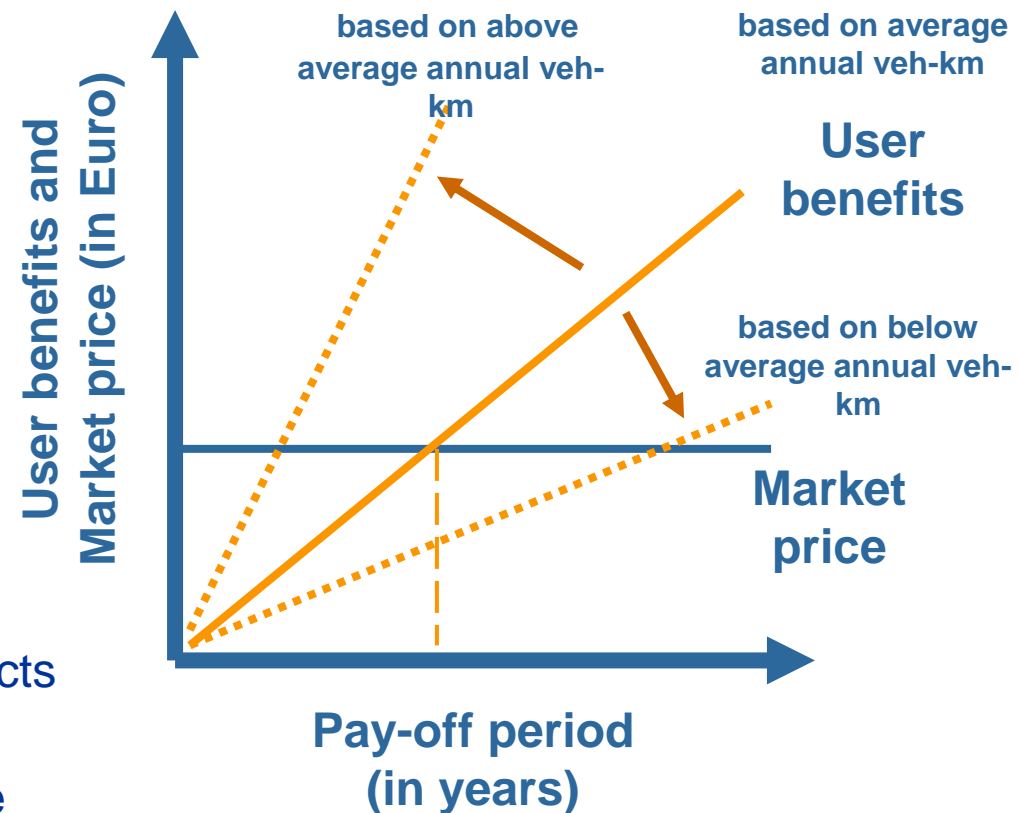 based on above
average annual veh-
km
based on average
annual veh-km
User
benefits
User benefits and
Market price (in Euro)
based on below
average annual veh-
km
Market
price
cts
Pay-off period
(in years)
e